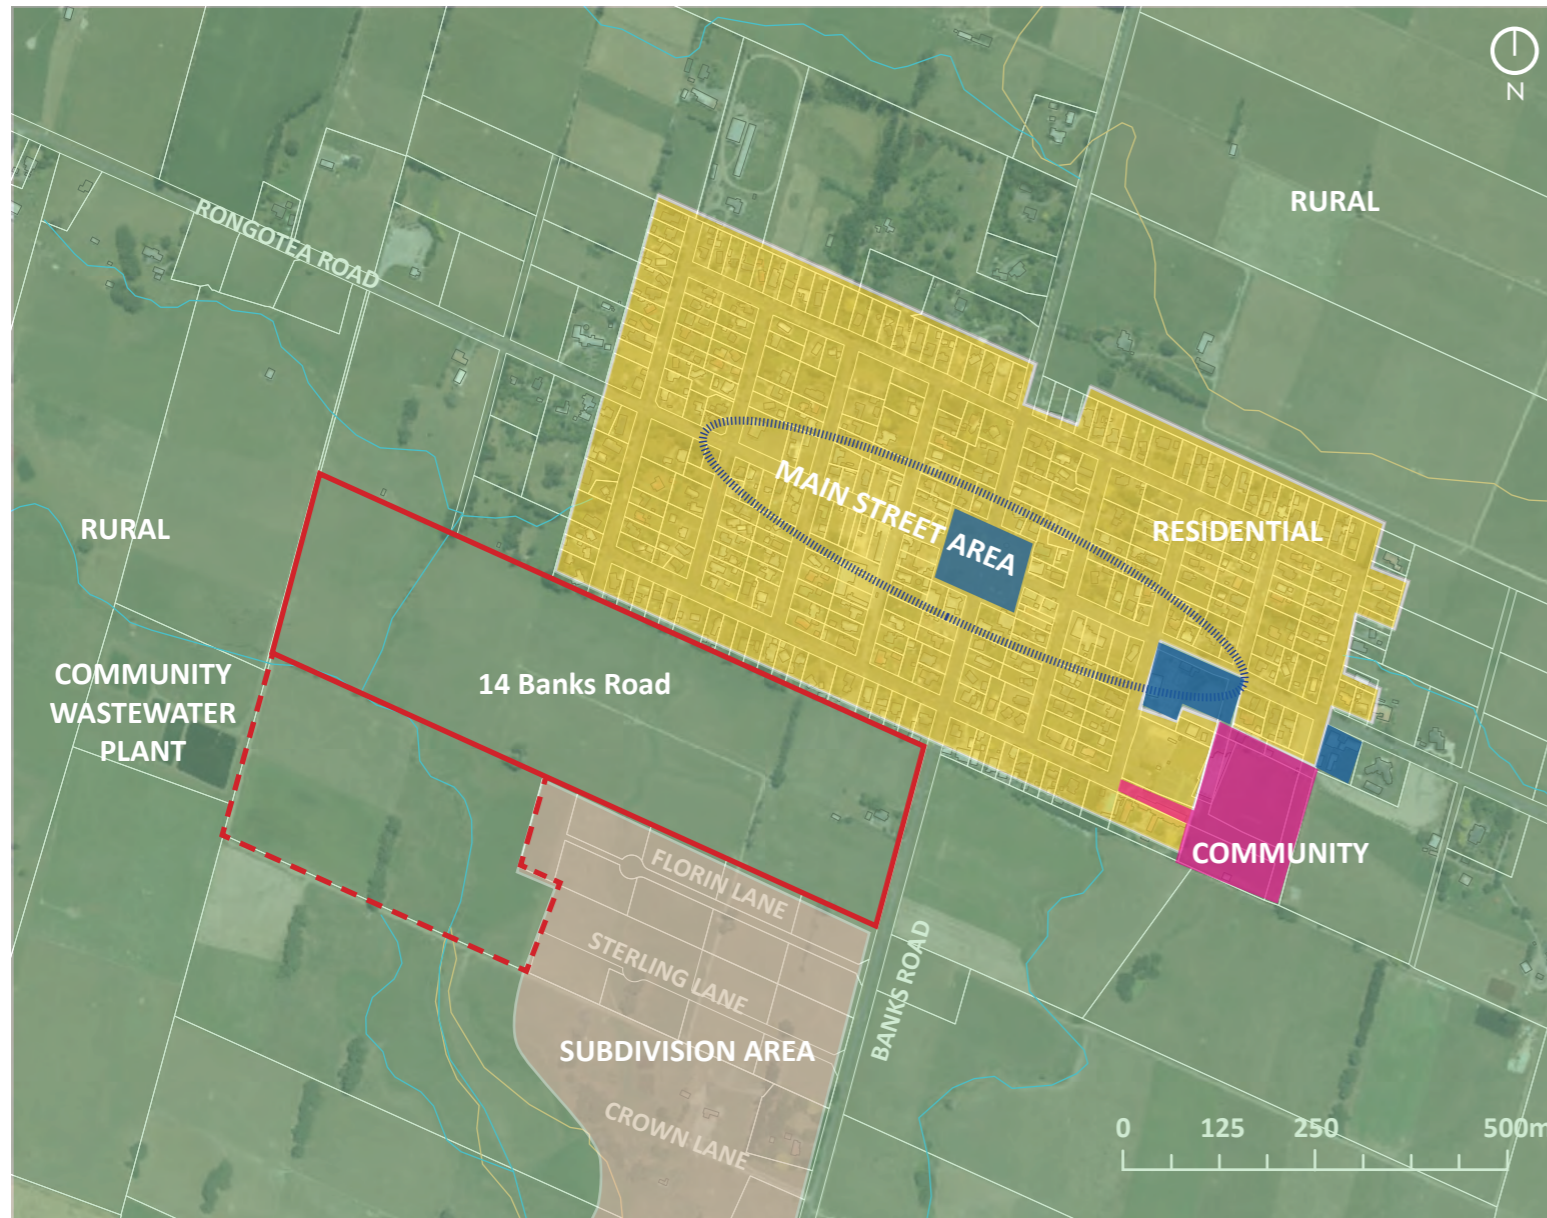 N
RURAL
RONGOTEA ROAD
MAIN STREET AREA
RESIDENTIAL
RURAL
COMMUNITY
WASTEWATER
PLANT
14 Banks Road
FLORIN LANE
COMMUNITY
STERLING LANE
BANKS ROAD
SUBDIVISION AREA
CROWN LANE
0 125 250 500m